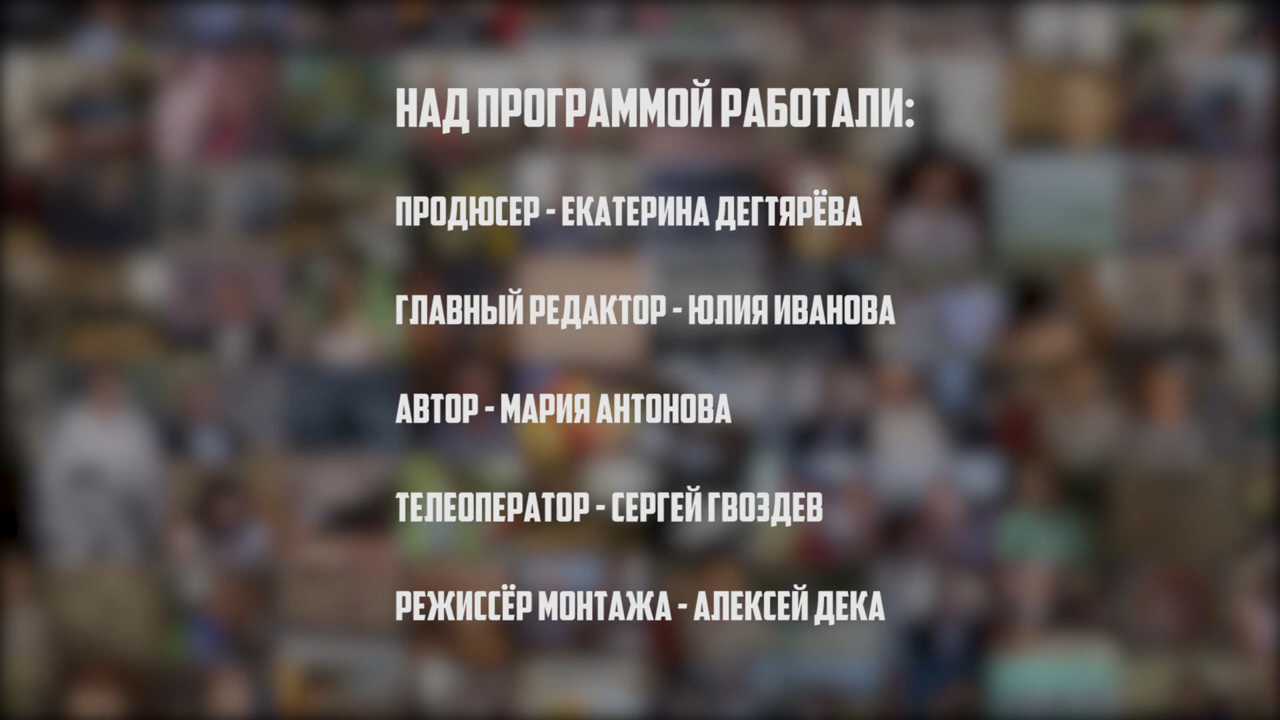 НАД ПРОГРАММОЙ РАБОТАЛИ:
ПРОДЮСЕР - ЕКАТЕРИНА ДЕГТЯРЁВА
ГЛАВНЫЙ РЕДАКТОР - ЮЛИЯ ИВАНОВА
АВТОР - МАРИЯ АНТОНОВА
ТЕЛЕОПЕРАТОР - СЕРГЕЙ ГВОЗДЕВ
РЕЖИССЁР МОНТАЖА - АЛЕКСЕЙ ДЕКА